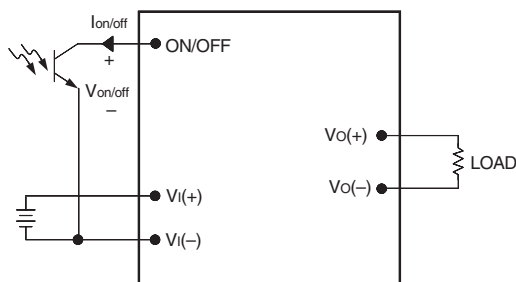 Ion/off
ON/OFF
+
Von/off
–
VO(+)
LOAD
VO(–)
VI(+)
VI(–)